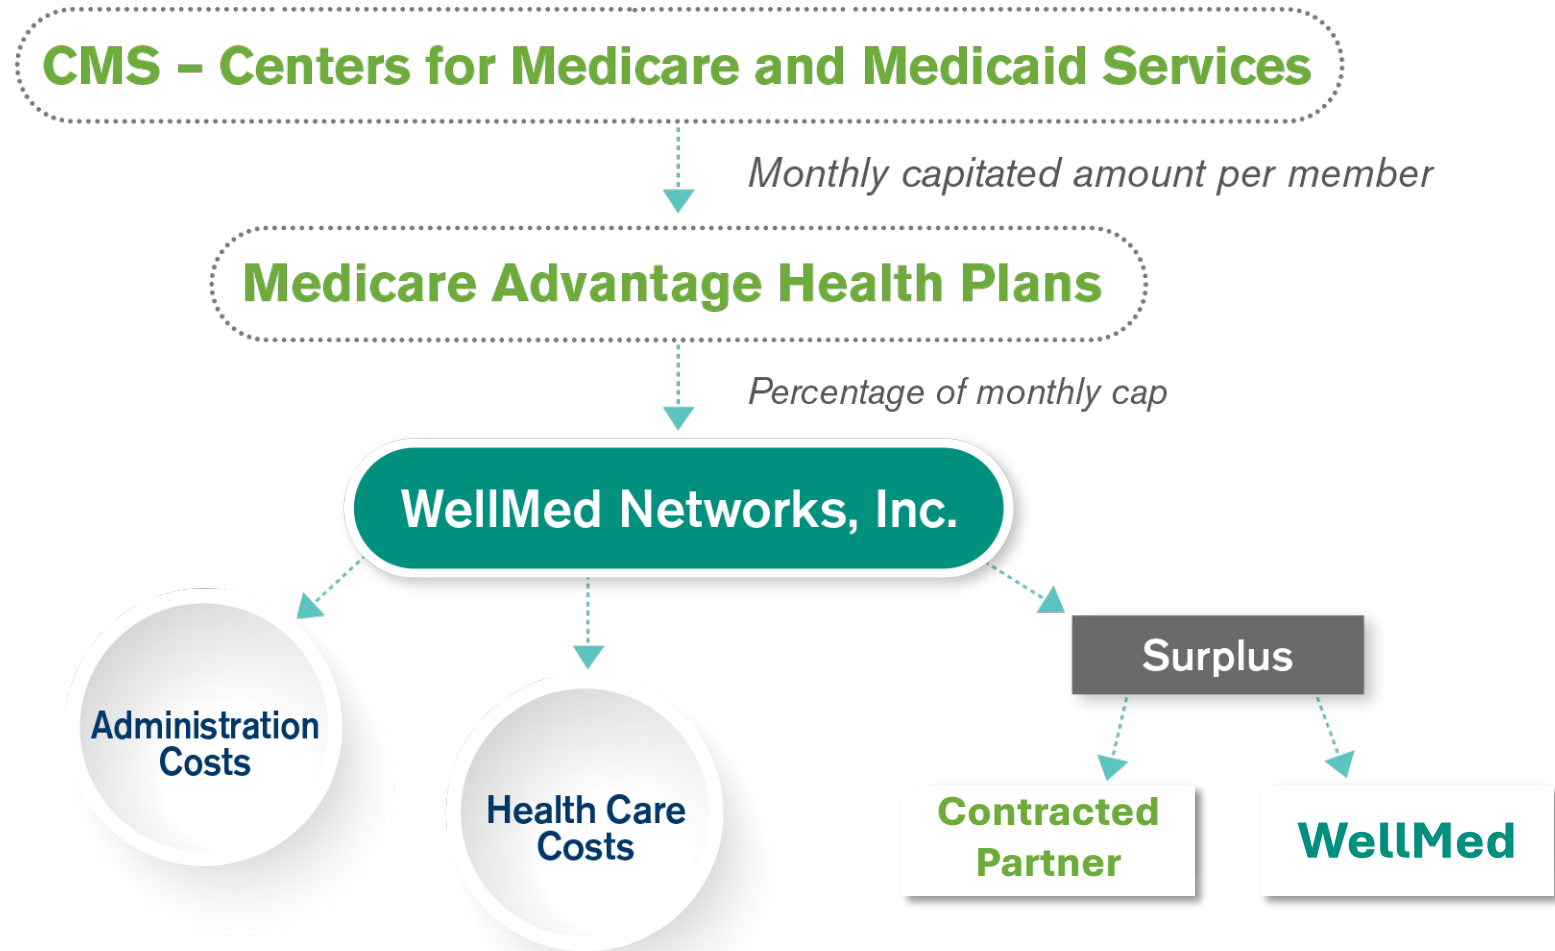 CMS – Centers for Medicare and Medicaid Services
Monthly capitated amount per member
Medicare Advantage Health Plans
Percentage of monthly cap
WellMed Networks, Inc.
Administration
Costs
Health Care
Costs
Surplus
Contracted
Partner
WellMed